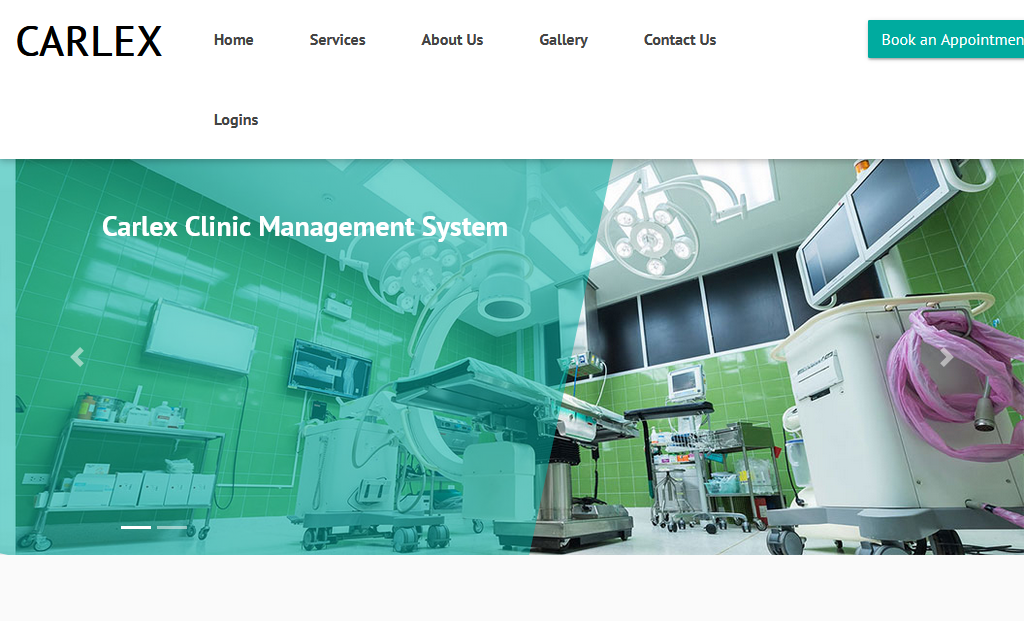 CARLEX
Home Services About Us Gallery Contact Us
Book an Appointmen
Logins
Carlex Clinic Management System